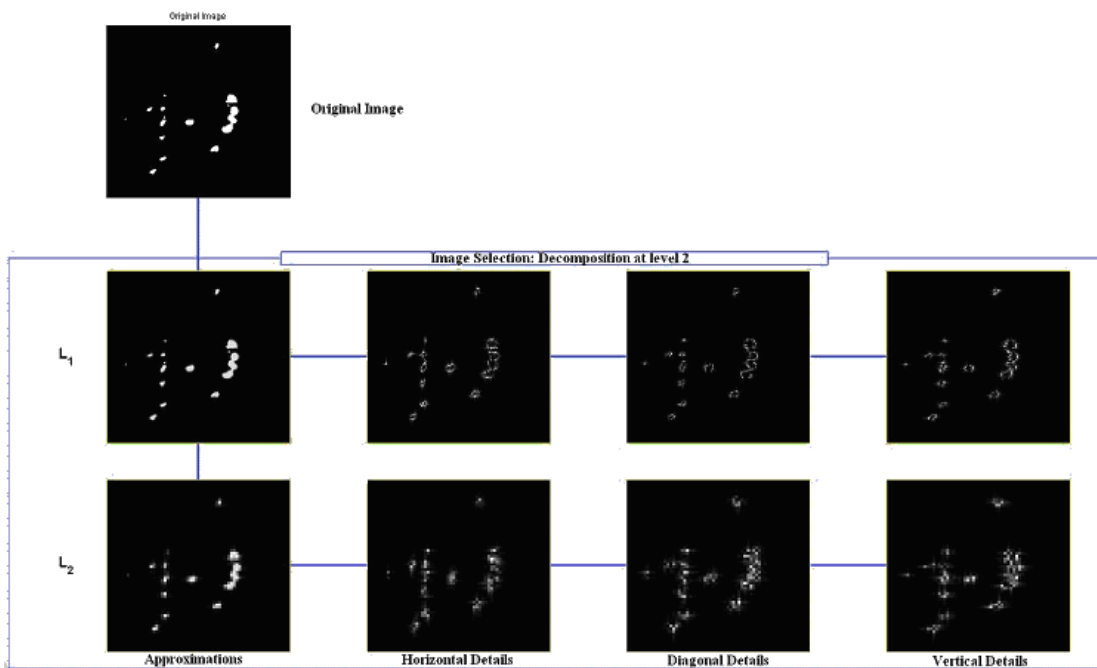 Original Image
Original Image
Image Selection: Decomposition at level 2
L1
L2
Approximations Horizontal Details Diagonal Details Vertical Details